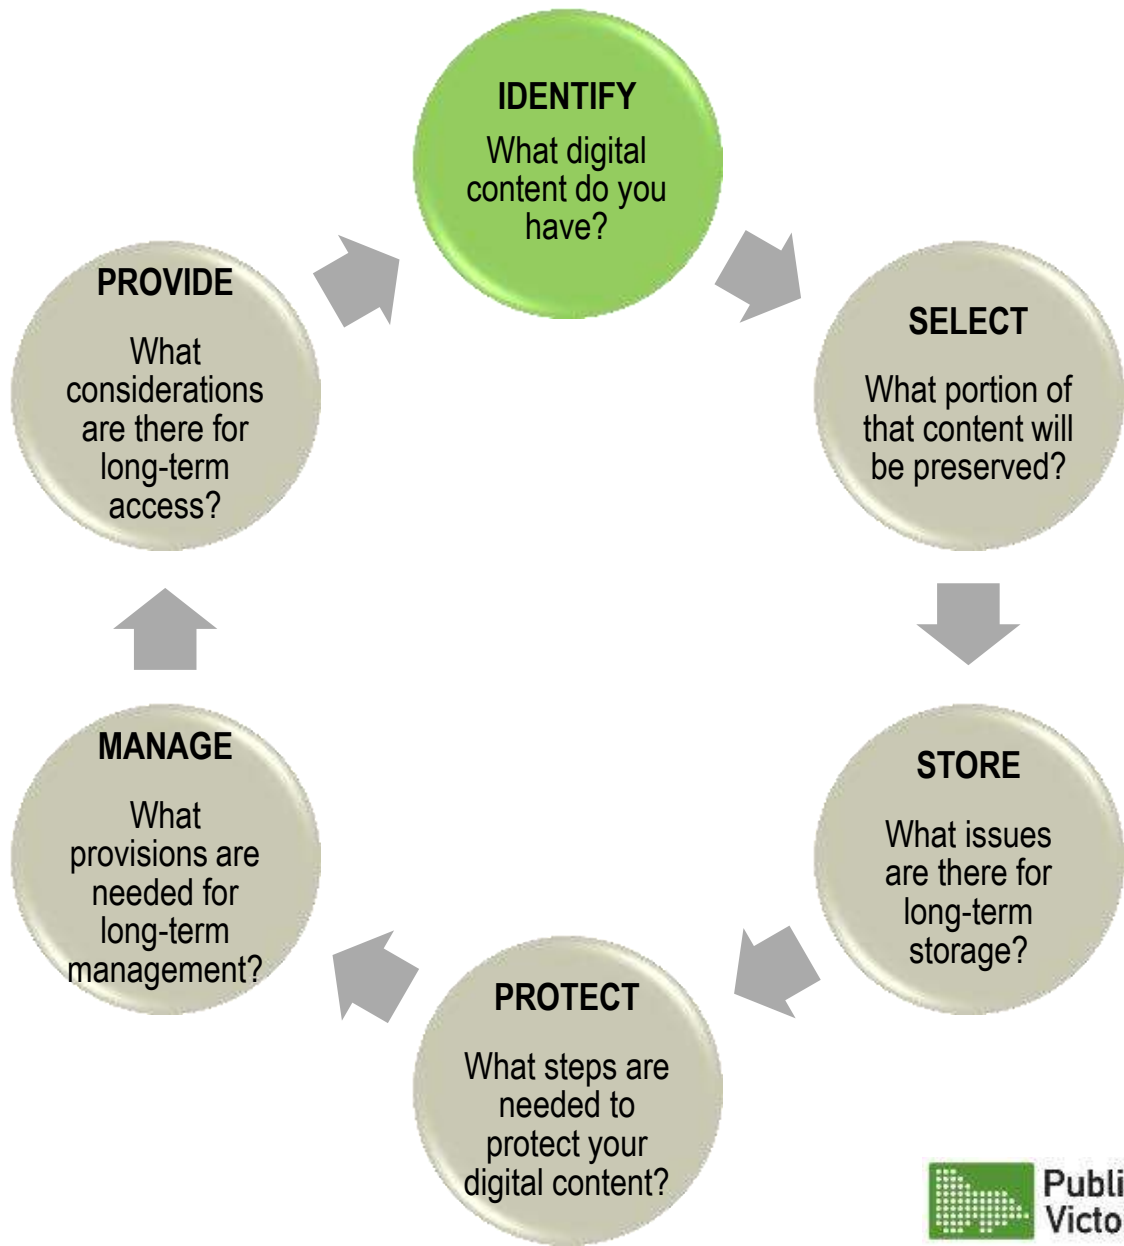 IDENTIFY
What digital
content do you
have?
SELECT
What portion of
that content will
be preserved?
STORE
What issues
are there for
long-term
storage?
PROTECT
What steps are
needed to
protect your
digital content?
MANAGE
What
provisions are
needed for
long-term
management?
PROVIDE
What
considerations
are there for
long-term
access?
Publi
Victo